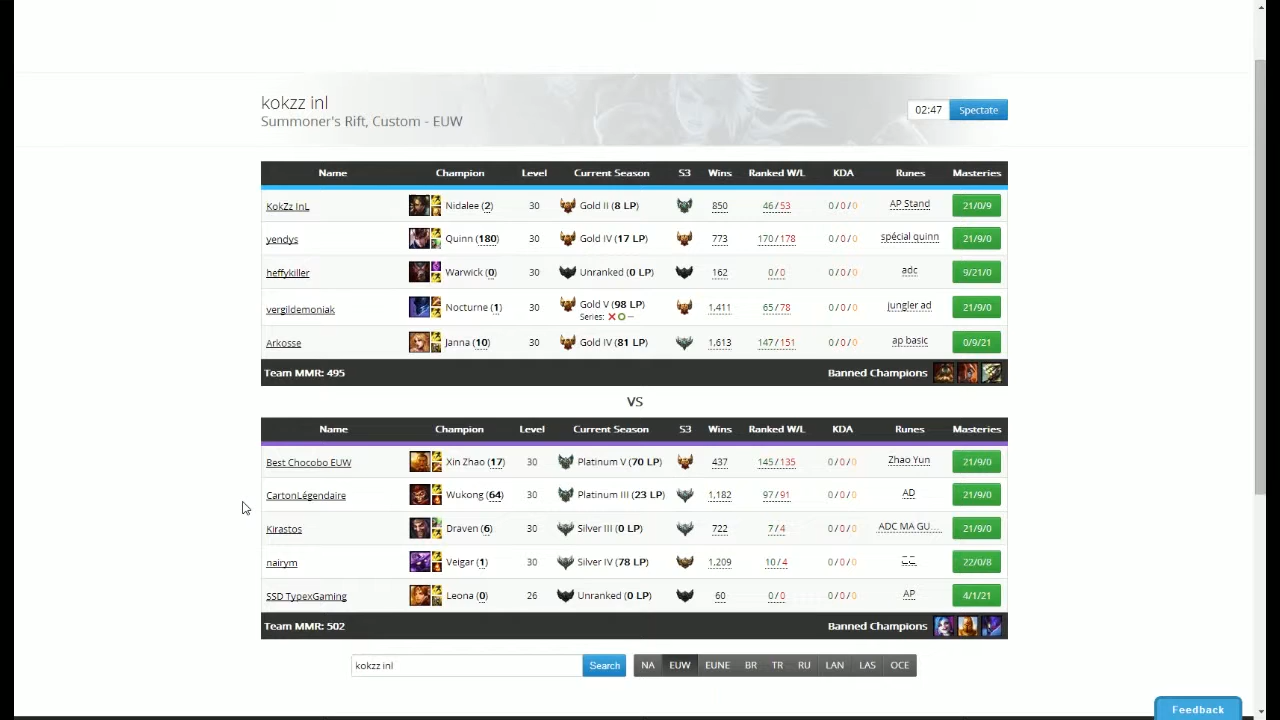 kokzz inl
Summoner's Rift, Custom - EUW
02:47 Spectate
Name Champion Level Current Season S3 Wins Ranked W/L KDA Runes Masteries
KokZz InL Nidalee (2) 30 Gold II (8 LP) 850 46 / 53 0 / 0 / 0 AP Stand 21/0/9
yendys Quinn (180) 30 Gold IV (17 LP) 773 170 / 178 0 / 0 / 0 spécial quinn 21/9/0
heffykiller Warwick (0) 30 Unranked (0 LP) 162 0 / 0 0 / 0 / 0 adc 9/21/0
vergildemoniak Nocturne (1) 30 Gold V (98 LP) 1,411 65 / 78 0 / 0 / 0 jungler ad 21/9/0
Series:
Arkosse Janna (10) 30 Gold IV (81 LP) 1,613 147 / 151 0 / 0 / 0 ap basic 0/9/21
Team MMR: 495 Banned Champions
VS
Name Champion Level Current Season S3 Wins Ranked W/L KDA Runes Masteries
Best Chocobo EUW Xin Zhao (17) 30 Platinum V (70 LP) 437 145 / 135 0 / 0 / 0 Zhao Yun 21/9/0
CartonLégendaire Wukong (64) 30 Platinum III (23 LP) 1,182 97 / 91 0 / 0 / 0 AD 21/9/0
Kirastos Draven (6) 30 Silver III (0 LP) 722 7 / 4 0 / 0 / 0 ADC MA GU... 21/9/0
nairym Veigar (1) 30 Silver IV (78 LP) 1,209 10 / 4 0 / 0 / 0 22/0/8
SSD TypexGaming Leona (0) 26 Unranked (0 LP) 60 0 / 0 0 / 0 / 0 AP 4/1/21
Team MMR: 502 Banned Champions
kokzz inl Search NA EUW EUNE BR TR RU LAN LAS OCE
Feedback